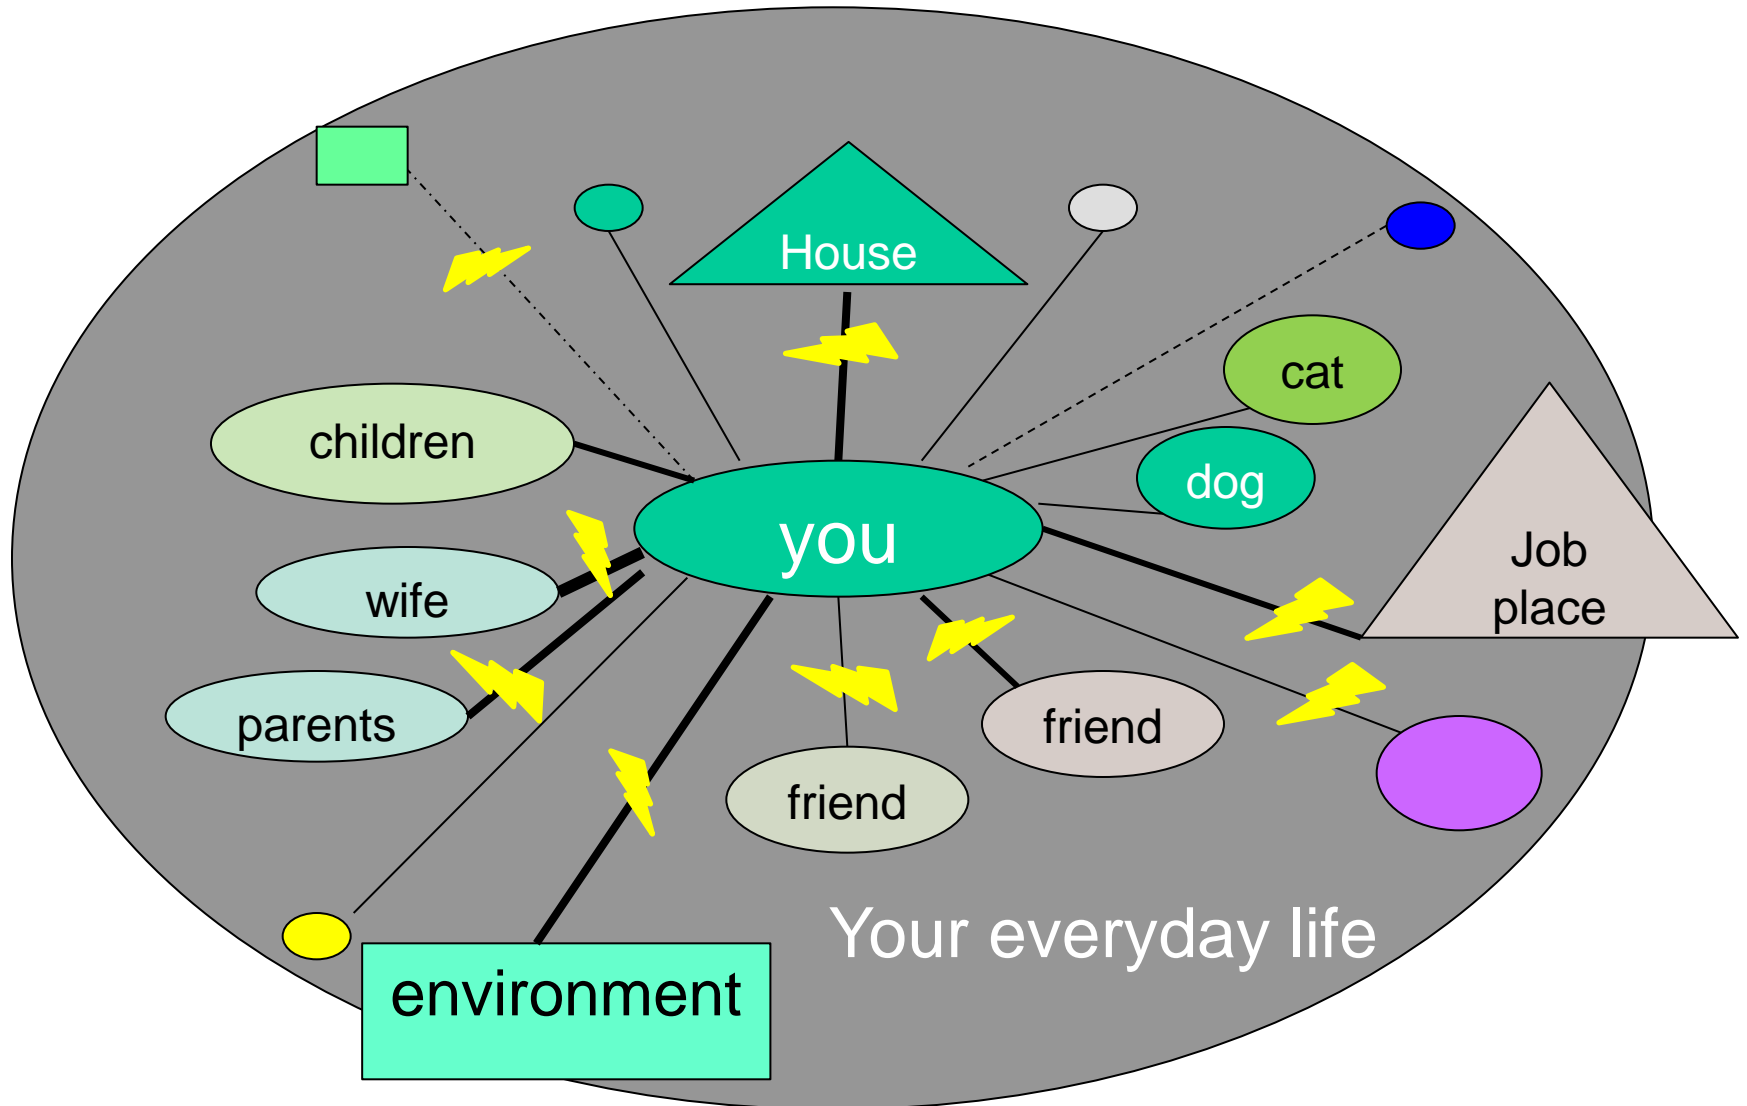 House
cat
children
dog
you
Job
place
wife
parents
friend
friend
Your everyday life
environment